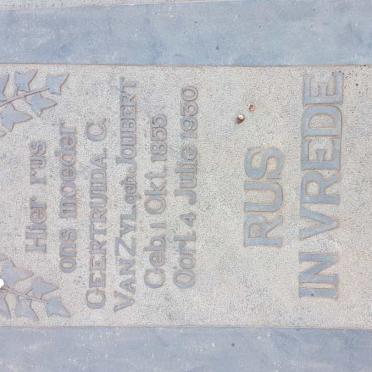 Hier rus
ons moeder
GEERTRUIDA. C.
VAN ZYL geb. JOUBERT
Geb. 1 Okt. 1855
Oorl. 4 Julie 1930
RUS
IN VREDE